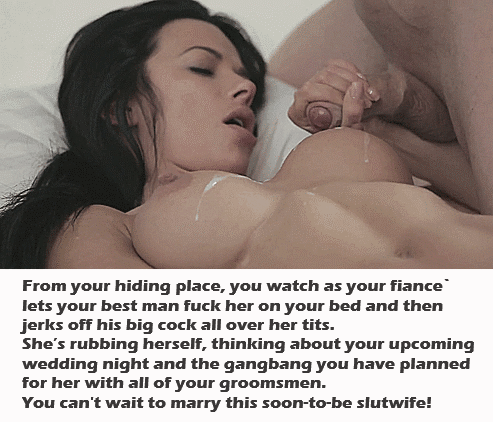 From your hiding place, you watch as your fiance`
lets your best man fuck her on your bed and then
jerks off his big cock all over her tits.
She's rubbing herself, thinking about your upcoming
wedding night and the gangbang you have planned
for her with all of your groomsmen.
You can't wait to marry this soon-to-be slutwife!